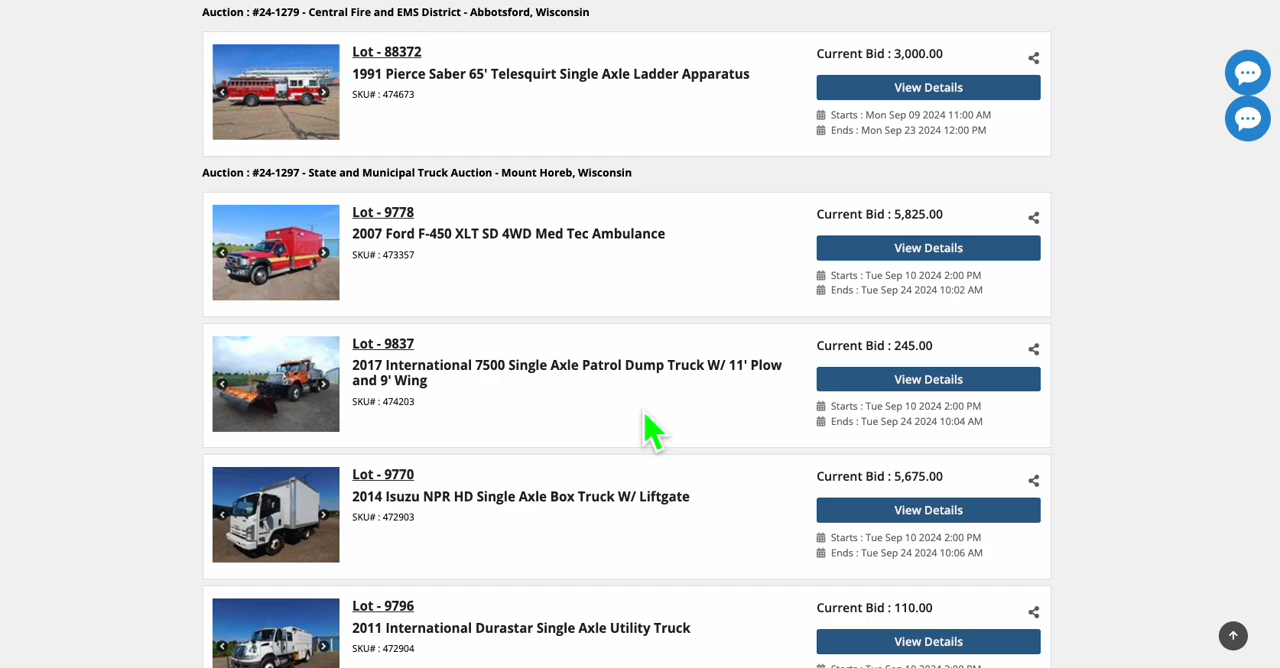 Auction : #24-1279 - Central Fire and EMS District - Abbotsford, Wisconsin
Lot - 88372
1991 Pierce Saber 65' Telesquirt Single Axle Ladder Apparatus
SKU# : 474673
Current Bid : 3,000.00
View Details
Starts : Mon Sep 09 2024 11:00 AM
Ends : Mon Sep 23 2024 12:00 PM
Auction : #24-1297 - State and Municipal Truck Auction - Mount Horeb, Wisconsin
Lot - 9778
2007 Ford F-450 XLT SD 4WD Med Tec Ambulance
SKU# : 473357
Current Bid : 5,825.00
View Details
Starts : Tue Sep 10 2024 2:00 PM
Ends : Tue Sep 24 2024 10:02 AM
Lot - 9837
2017 International 7500 Single Axle Patrol Dump Truck W/ 11' Plow
and 9' Wing
SKU# : 474203
Current Bid : 245.00
View Details
Starts : Tue Sep 10 2024 2:00 PM
Ends : Tue Sep 24 2024 10:04 AM
Lot - 9770
2014 Isuzu NPR HD Single Axle Box Truck W/ Liftgate
SKU# : 472903
Current Bid : 5,675.00
View Details
Starts : Tue Sep 10 2024 2:00 PM
Ends : Tue Sep 24 2024 10:06 AM
Lot - 9796
2011 International Durastar Single Axle Utility Truck
SKU# : 472904
Current Bid : 110.00
View Details